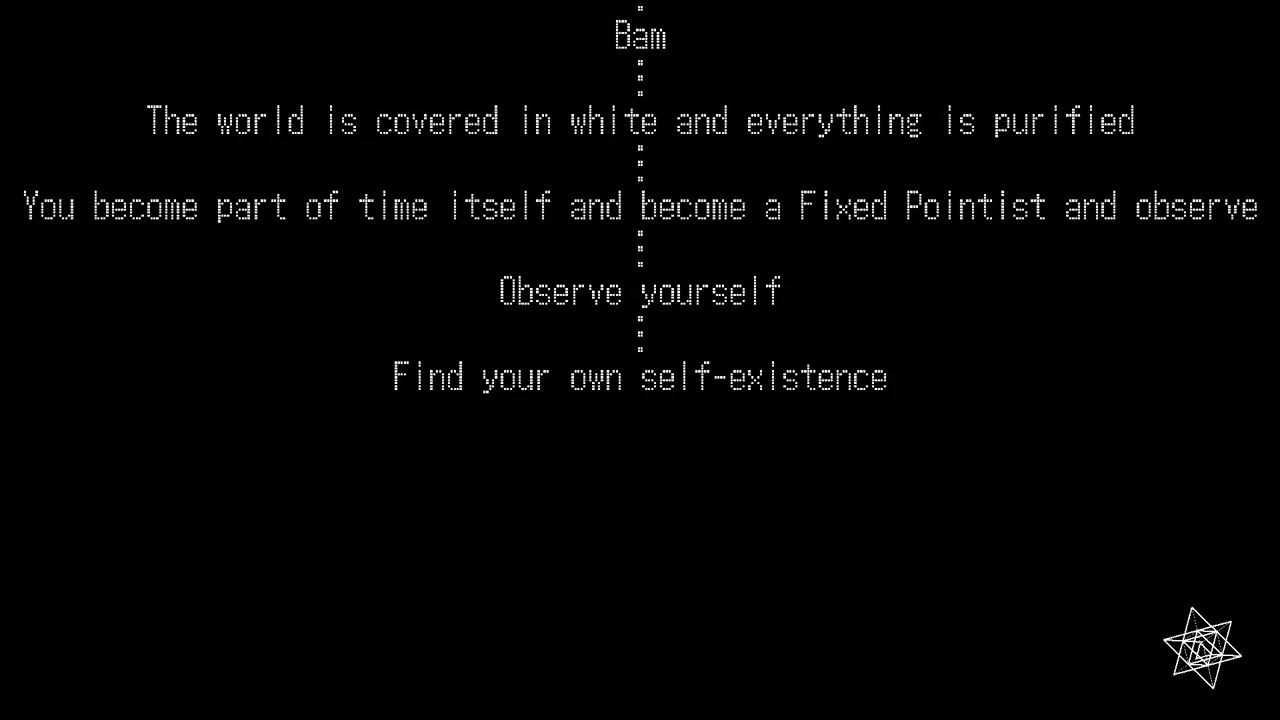 Bam
The world is covered in white and everything is purified
You become part of time itself and become a Fixed Pointist and observe
Observe yourself
Find your own self-existence